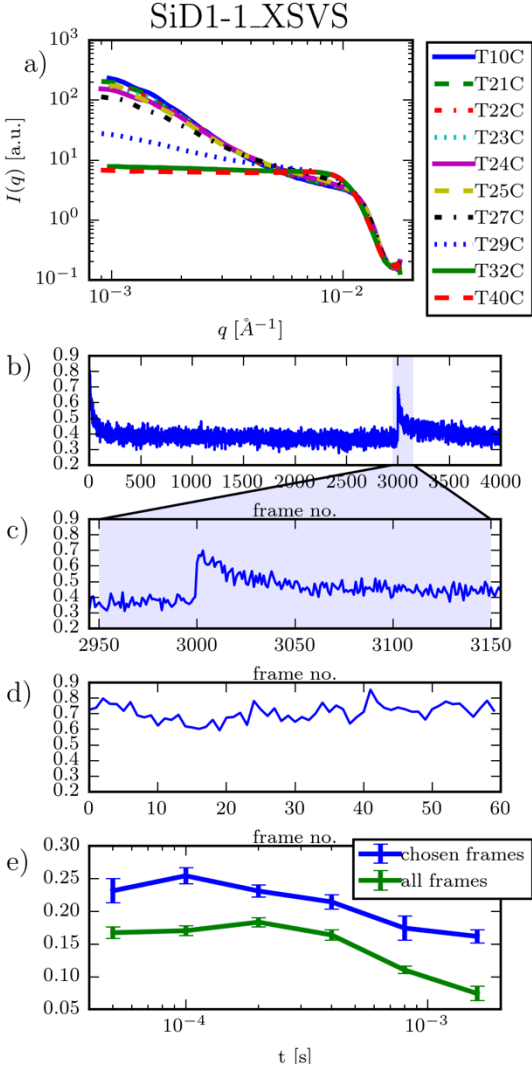 SiD1-1_XSVS
a)
I(q) [a.u.]
10³
10²
10¹
10⁰
10⁻¹
10⁻³
10⁻²
q [Å⁻¹]
T10C
T21C
T22C
T23C
T24C
T25C
T27C
T29C
T32C
T40C
b)
0.9
0.8
0.7
0.6
0.5
0.4
0.3
0.2
0 500 1000 1500 2000 2500 3000 3500 4000
frame no.
c)
0.9
0.8
0.7
0.6
0.5
0.4
0.3
0.2
2950 3000 3050 3100 3150
frame no.
d)
0.9
0.8
0.7
0.6
0.5
0.4
0.3
0.2
0 10 20 30 40 50 60
frame no.
e)
chosen frames
all frames
0.30
0.25
0.20
0.15
0.10
0.05
10⁻⁴ 10⁻³
t [s]